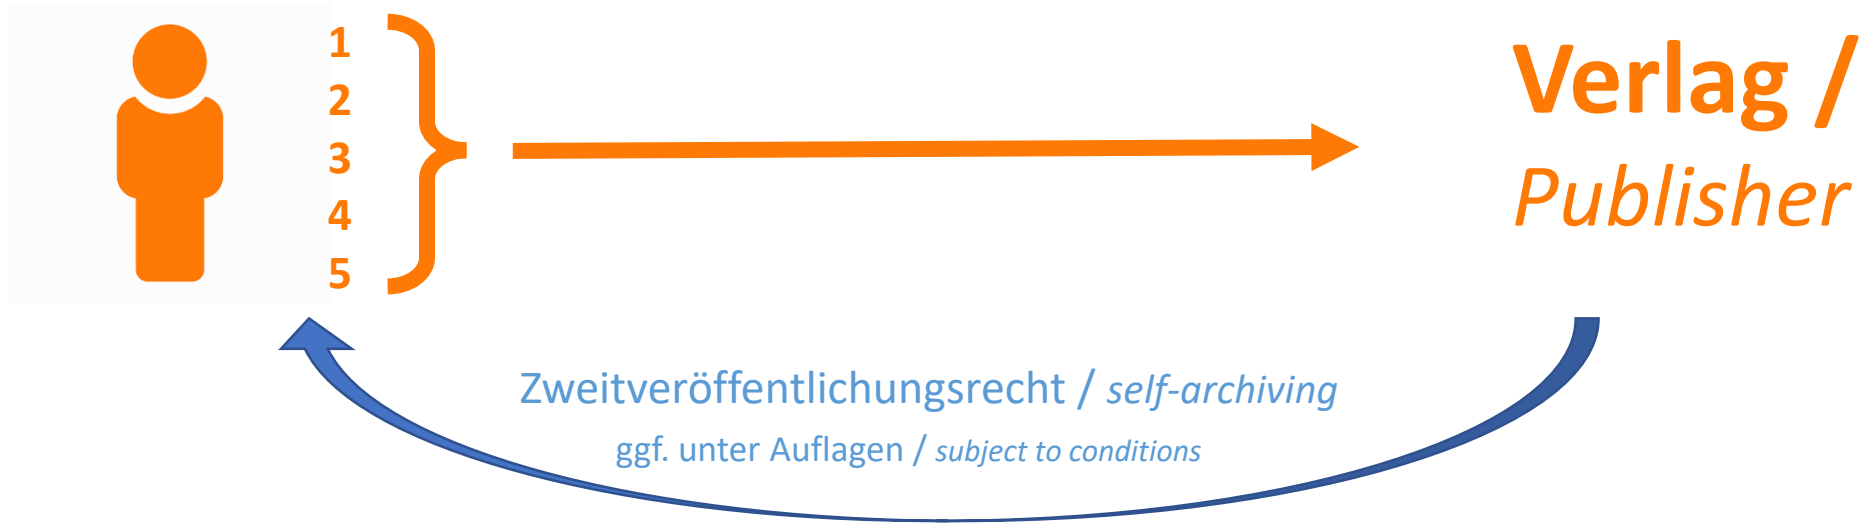 1
2
3
4
5
Verlag /
Publisher
Zweitveröffentlichungsrecht / self-archiving
ggf. unter Auflagen / subject to conditions